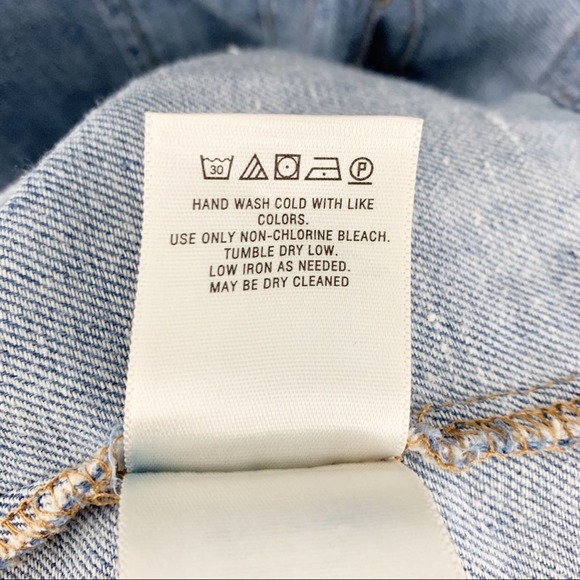 30 P
HAND WASH COLD WITH LIKE
COLORS.
USE ONLY NON-CHLORINE BLEACH.
TUMBLE DRY LOW.
LOW IRON AS NEEDED.
MAY BE DRY CLEANED